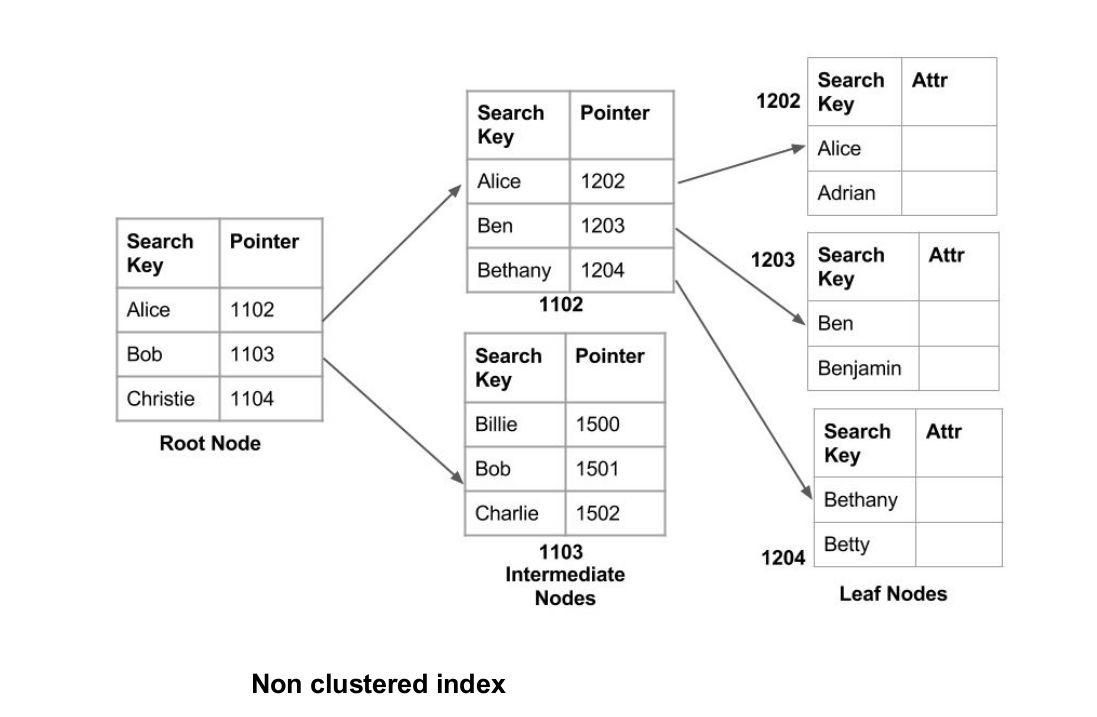 Search Key Pointer
Alice 1102
Bob 1103
Christie 1104
Root Node
Search Key Pointer
Alice 1202
Ben 1203
Bethany 1204
1102
Search Key Pointer
Billie 1500
Bob 1501
Charlie 1502
1103
Intermediate
Nodes
1202
Search Key Attr
Alice
Adrian
1203
Search Key Attr
Ben
Benjamin
Search Key Attr
Bethany
Betty
1204
Leaf Nodes
Non clustered index